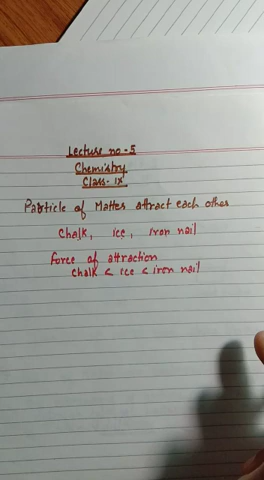 Lecture no - 5
Chemistry
Class - IX
Particle of Matter attract each other
Chalk, ice, iron nail
Force of attraction
Chalk < ice < iron nail